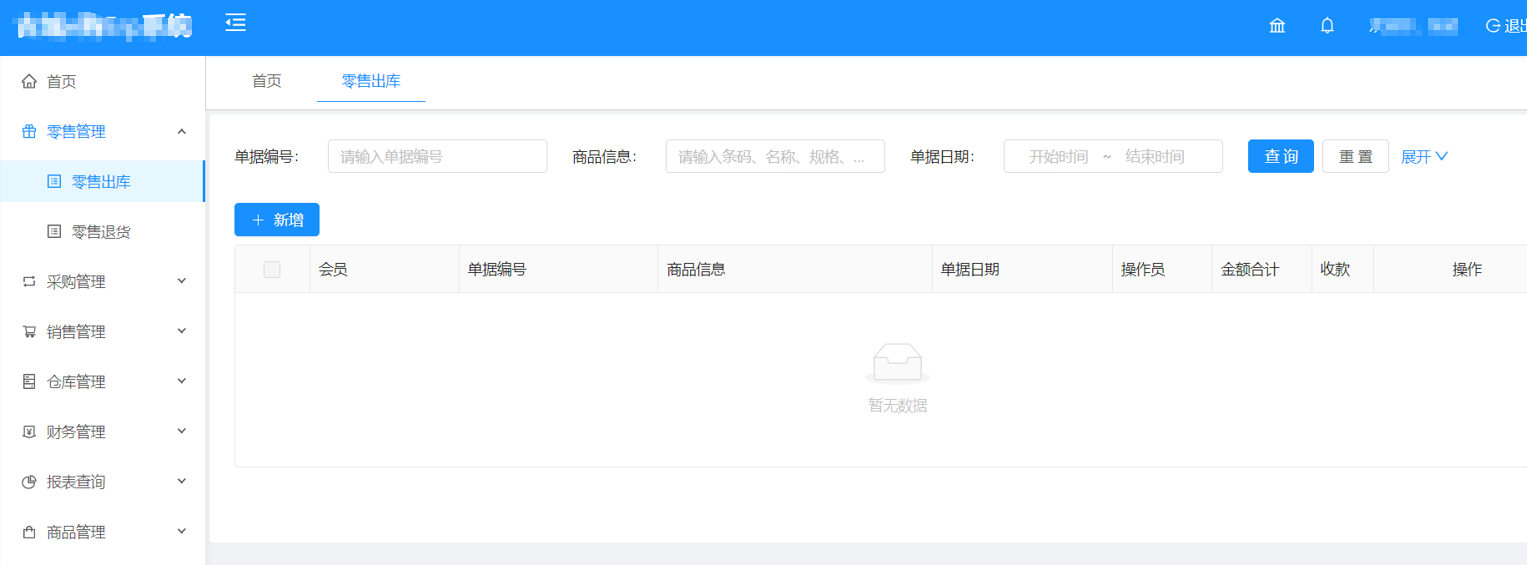 系统
退出
首页
零售管理
零售出库
零售退货
采购管理
销售管理
仓库管理
财务管理
报表查询
商品管理
首页 零售出库
单据编号： 请输入单据编号 商品信息： 请输入条码、名称、规格、... 单据日期： 开始时间 ~ 结束时间 查 询 重 置 展开
新增
会员 单据编号 商品信息 单据日期 操作员 金额合计 收款 操作
暂无数据